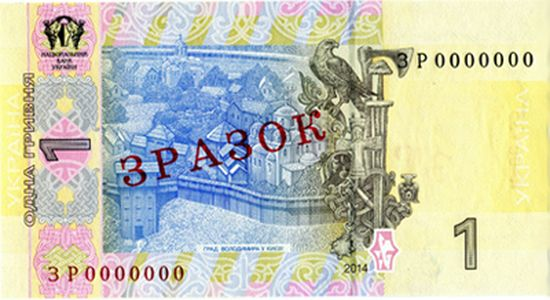 НАЦІОНАЛЬНИЙ
БАНК
УКРАЇНИ
УКРАЇНА
ОДНА ГРИВНЯ
1
ЗР0000000
ЗРАЗОК
ГРАД ВОЛОДИМИРА У КИЄВІ
2014
1
ЗР0000000
УКРАЇНА